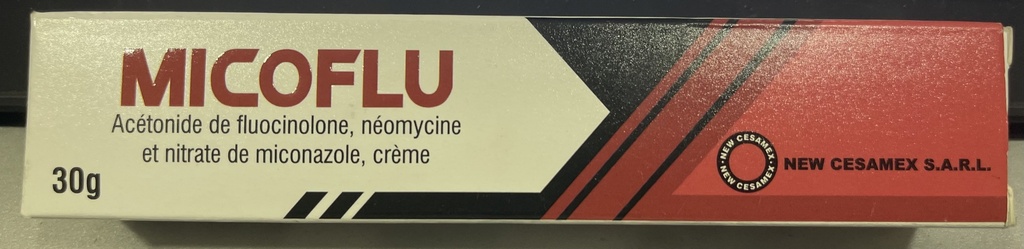 MICOFLU
Acétonide de fluocinolone, néomycine
et nitrate de miconazole, crème
30g
NEW CESAMEX
NEW CESAMEX
NEW CESAMEX S.A.R.L.